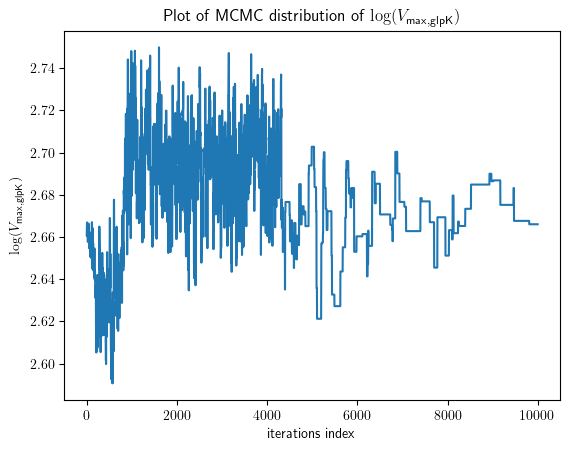 Plot of MCMC distribution of log(V_max,glpK)
log(V_max,glpK)
2.74
2.72
2.70
2.68
2.66
2.64
2.62
2.60
0 2000 4000 6000 8000 10000
iterations index